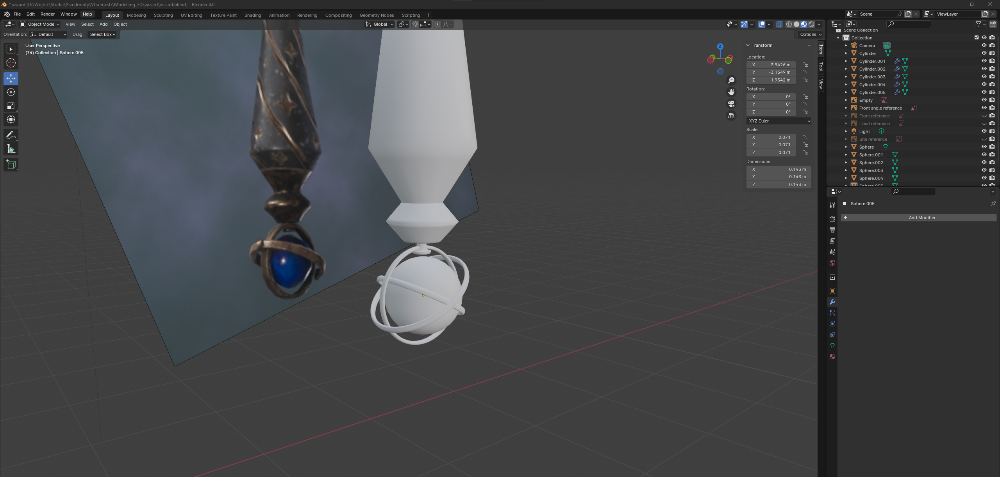 * wizard [D:\Wojtek\Studia\Przedmioty\VI semestr\Modelling_3D\wizard\wizard.blend] - Blender 4.0
File Edit Render Window Help Layout Modeling Sculpting UV Editing Texture Paint Shading Animation Rendering Compositing Geometry Nodes Scripting + Scene ViewLayer
Object Mode View Select Add Object Global
Orientation: Default Drag: Select Box Options
User Perspective
(74) Collection | Sphere.005
Z
Transform
Location:
X 3.9426 m
Y -3.1349 m
Z 1.9342 m
Rotation:
X 0°
Y 0°
Z 0°
XYZ Euler
Scale:
X 0.071
Y 0.071
Z 0.071
Dimensions:
X 0.143 m
Y 0.143 m
Z 0.143 m
Item
Tool
View
Scene Collection
Collection
Camera
Cylinder
Cylinder.001
Cylinder.002
Cylinder.003
Cylinder.004
Cylinder.005
Empty
Front angle reference
Front reference
Hand reference
Light
Site reference
Sphere
Sphere.001
Sphere.002
Sphere.003
Sphere.004
Sphere.005
Sphere.005
+ Add Modifier